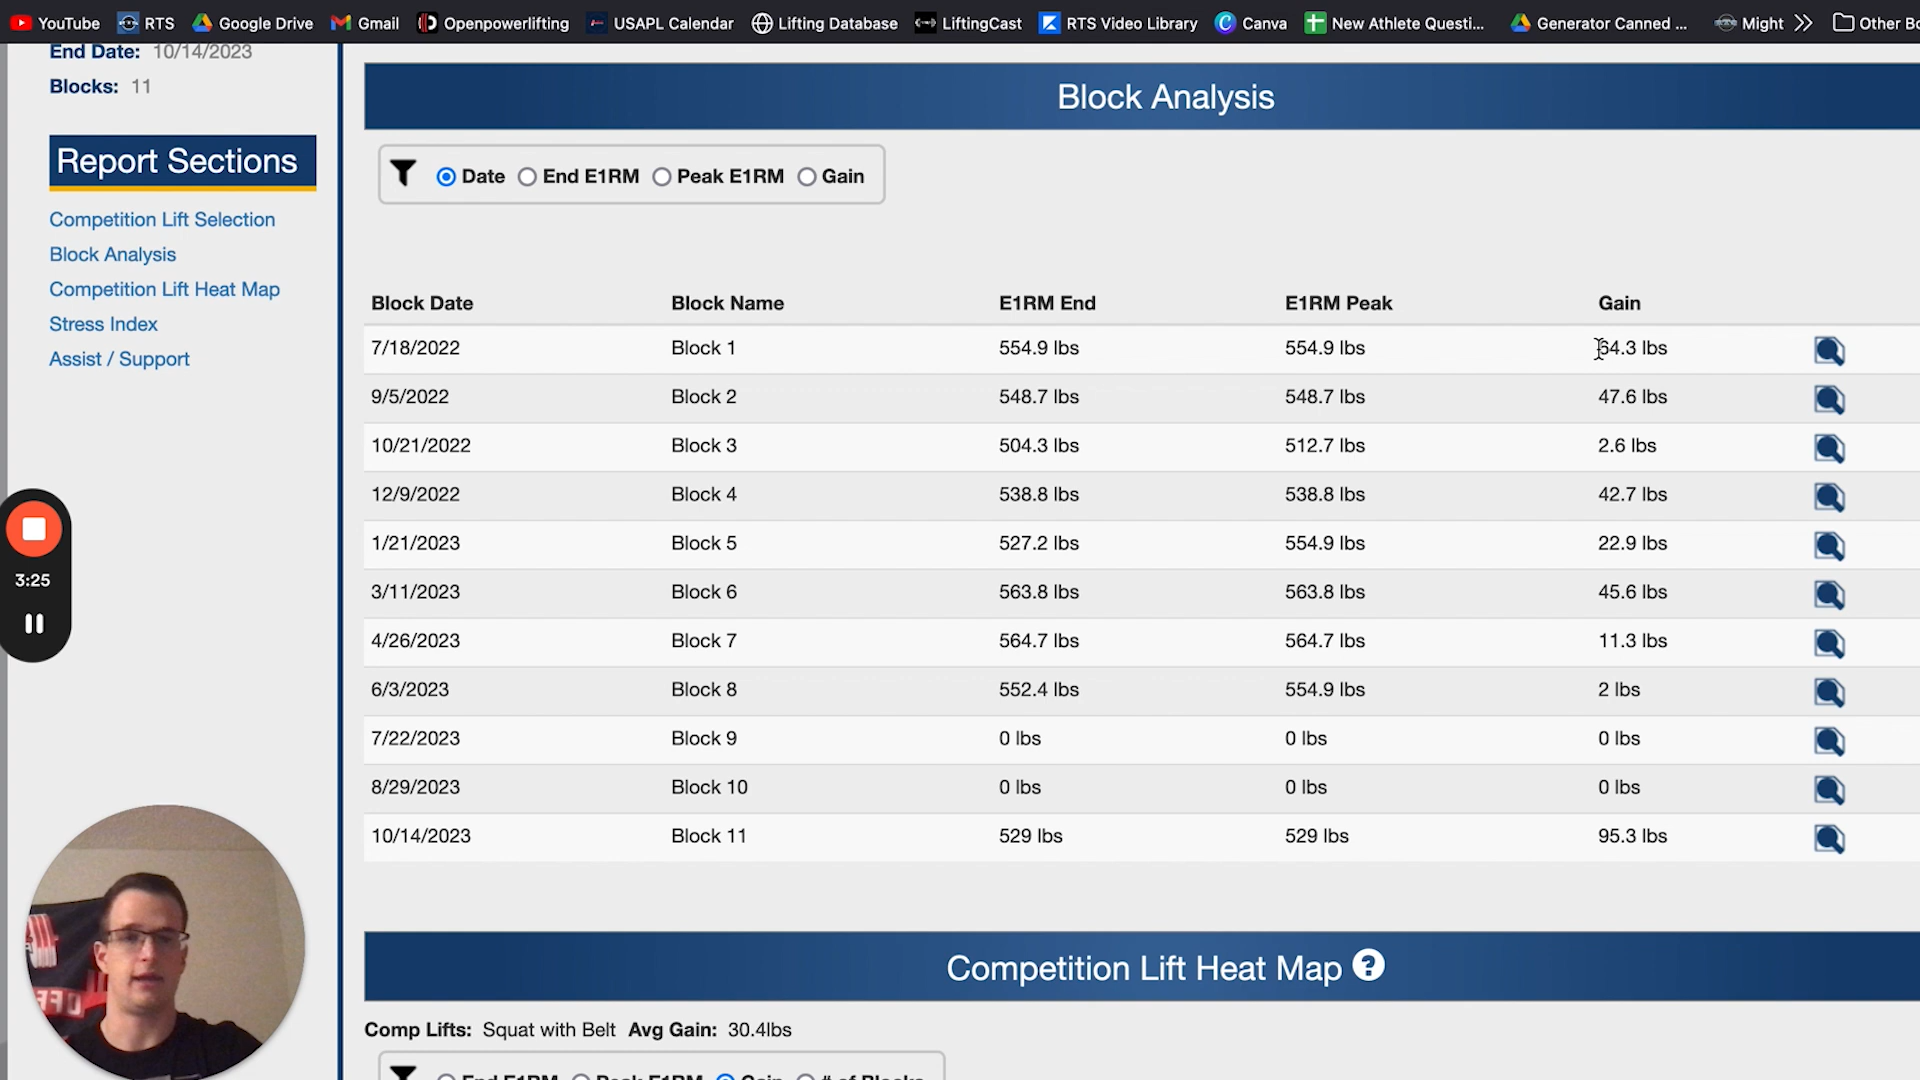 YouTube RTS Google Drive Gmail Openpowerlifting USAPL Calendar Lifting Database LiftingCast RTS Video Library Canva New Athlete Questi... Generator Canned ... Might Other Bo
End Date: 10/14/2023
Blocks: 11
Report Sections
Competition Lift Selection
Block Analysis
Competition Lift Heat Map
Stress Index
Assist / Support
3:25
Block Analysis
Date End E1RM Peak E1RM Gain
Block Date Block Name E1RM End E1RM Peak Gain
7/18/2022 Block 1 554.9 lbs 554.9 lbs 64.3 lbs
9/5/2022 Block 2 548.7 lbs 548.7 lbs 47.6 lbs
10/21/2022 Block 3 504.3 lbs 512.7 lbs 2.6 lbs
12/9/2022 Block 4 538.8 lbs 538.8 lbs 42.7 lbs
1/21/2023 Block 5 527.2 lbs 554.9 lbs 22.9 lbs
3/11/2023 Block 6 563.8 lbs 563.8 lbs 45.6 lbs
4/26/2023 Block 7 564.7 lbs 564.7 lbs 11.3 lbs
6/3/2023 Block 8 552.4 lbs 554.9 lbs 2 lbs
7/22/2023 Block 9 0 lbs 0 lbs 0 lbs
8/29/2023 Block 10 0 lbs 0 lbs 0 lbs
10/14/2023 Block 11 529 lbs 529 lbs 95.3 lbs
Competition Lift Heat Map ?
Comp Lifts: Squat with Belt Avg Gain: 30.4lbs
End E1RM Peak E1RM Gain # of Blocks